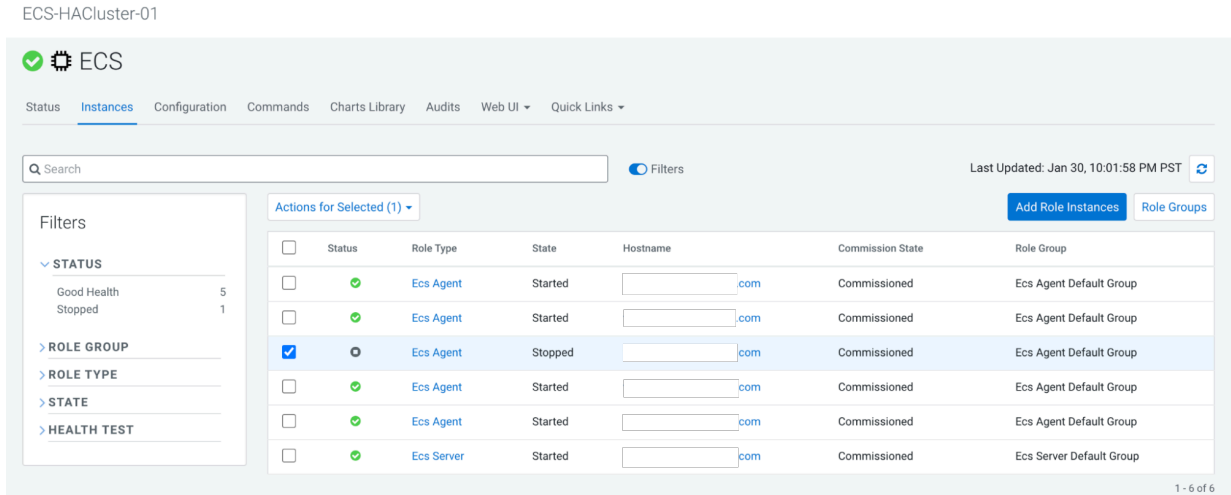 ECS-HACluster-01
ECS
Status Instances Configuration Commands Charts Library Audits Web UI Quick Links
Search
Filters
Last Updated: Jan 30, 10:01:58 PM PST
Filters
STATUS
Good Health 5
Stopped 1
ROLE GROUP
ROLE TYPE
STATE
HEALTH TEST
Actions for Selected (1)
Add Role Instances Role Groups
Status Role Type State Hostname Commission State Role Group
Ecs Agent Started .com Commissioned Ecs Agent Default Group
Ecs Agent Started .com Commissioned Ecs Agent Default Group
Ecs Agent Stopped com Commissioned Ecs Agent Default Group
Ecs Agent Started com Commissioned Ecs Agent Default Group
Ecs Agent Started com Commissioned Ecs Agent Default Group
Ecs Server Started com Commissioned Ecs Server Default Group
1 - 6 of 6